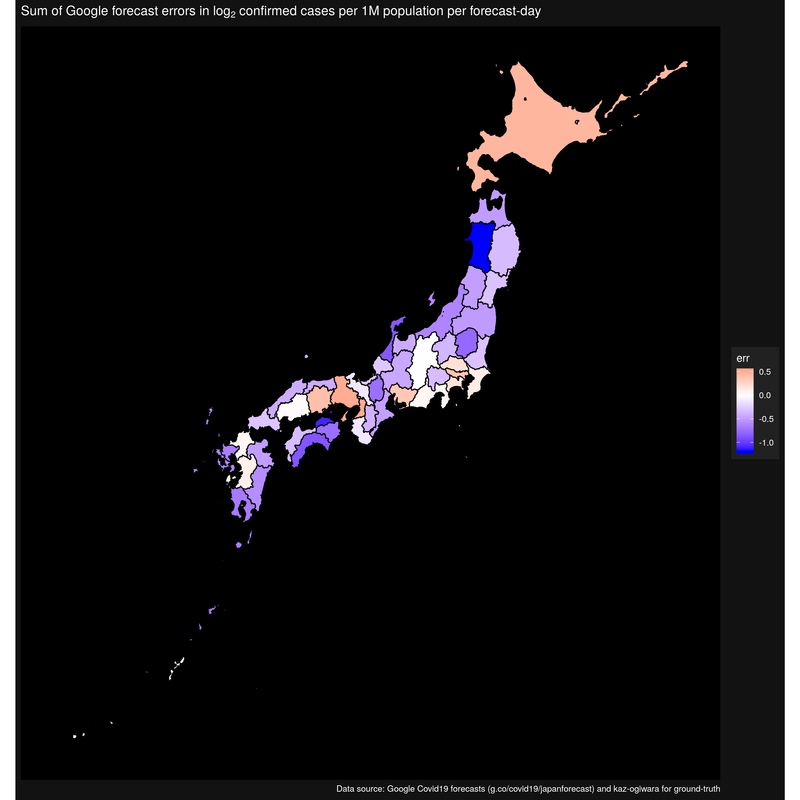 Sum of Google forecast errors in log₂ confirmed cases per 1M population per forecast-day
err
0.5
0.0
-0.5
-1.0
Data source: Google Covid19 forecasts (g.co/covid19/japanforecast) and kaz-ogiwara for ground-truth